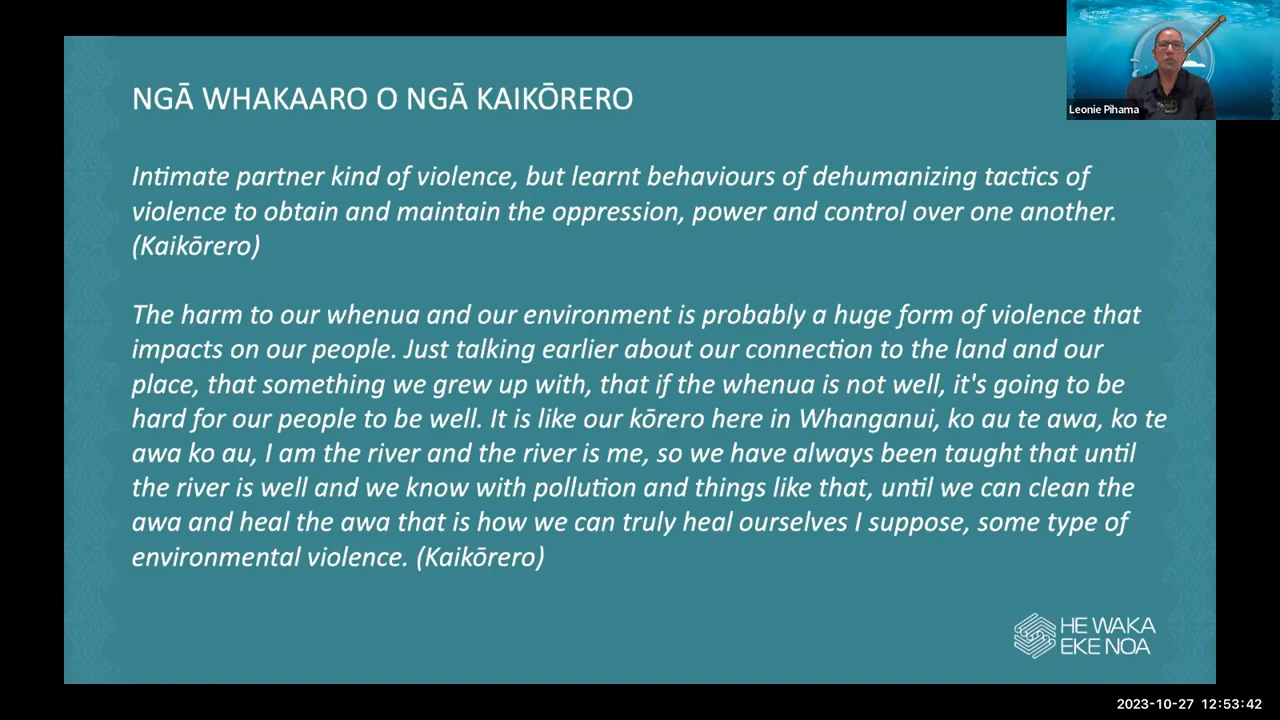 NGĀ WHAKAARO O NGĀ KAIKŌRERO
Leonie Pihama
Intimate partner kind of violence, but learnt behaviours of dehumanizing tactics of
violence to obtain and maintain the oppression, power and control over one another.
(Kaikōrero)
The harm to our whenua and our environment is probably a huge form of violence that
impacts on our people. Just talking earlier about our connection to the land and our
place, that something we grew up with, that if the whenua is not well, it's going to be
hard for our people to be well. It is like our kōrero here in Whanganui, ko au te awa, ko te
awa ko au, I am the river and the river is me, so we have always been taught that until
the river is well and we know with pollution and things like that, until we can clean the
awa and heal the awa that is how we can truly heal ourselves I suppose, some type of
environmental violence. (Kaikōrero)
HE WAKA
EKE NOA
2023-10-27 12:53:42